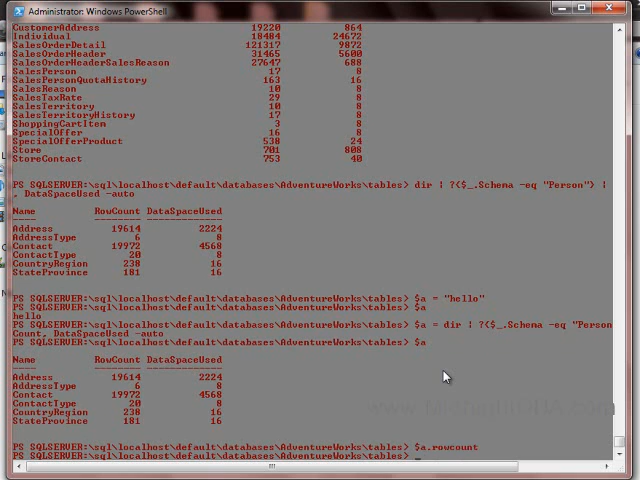 Administrator: Windows PowerShell
CustomerAddress 19220 864
Individual 18484 24672
SalesOrderDetail 121317 9872
SalesOrderHeader 31465 5600
SalesOrderHeaderSalesReason 27647 688
SalesPerson 17 8
SalesPersonQuotaHistory 163 16
SalesReason 10 8
SalesTaxRate 29 8
SalesTerritory 10 8
SalesTerritoryHistory 17 8
ShoppingCartItem 3 8
SpecialOffer 16 8
SpecialOfferProduct 538 24
Store 701 808
StoreContact 753 40
PS SQLSERVER:\sql\localhost\default\databases\AdventureWorks\tables> dir | ?($_.Schema -eq "Person") |
, DataSpaceUsed -auto
Name RowCount DataSpaceUsed
---- -------- -------------
Address 19614 2224
AddressType 6 8
Contact 19972 4568
ContactType 20 8
CountryRegion 238 16
StateProvince 181 16
PS SQLSERVER:\sql\localhost\default\databases\AdventureWorks\tables> $a = "hello"
PS SQLSERVER:\sql\localhost\default\databases\AdventureWorks\tables> $a
hello
PS SQLSERVER:\sql\localhost\default\databases\AdventureWorks\tables> $a = dir | ?($_.Schema -eq "Person
Count, DataSpaceUsed -auto
PS SQLSERVER:\sql\localhost\default\databases\AdventureWorks\tables> $a
Name RowCount DataSpaceUsed
---- -------- -------------
Address 19614 2224
AddressType 6 8
Contact 19972 4568
ContactType 20 8
CountryRegion 238 16
StateProvince 181 16
PS SQLSERVER:\sql\localhost\default\databases\AdventureWorks\tables> $a.rowcount
PS SQLSERVER:\sql\localhost\default\databases\AdventureWorks\tables> _